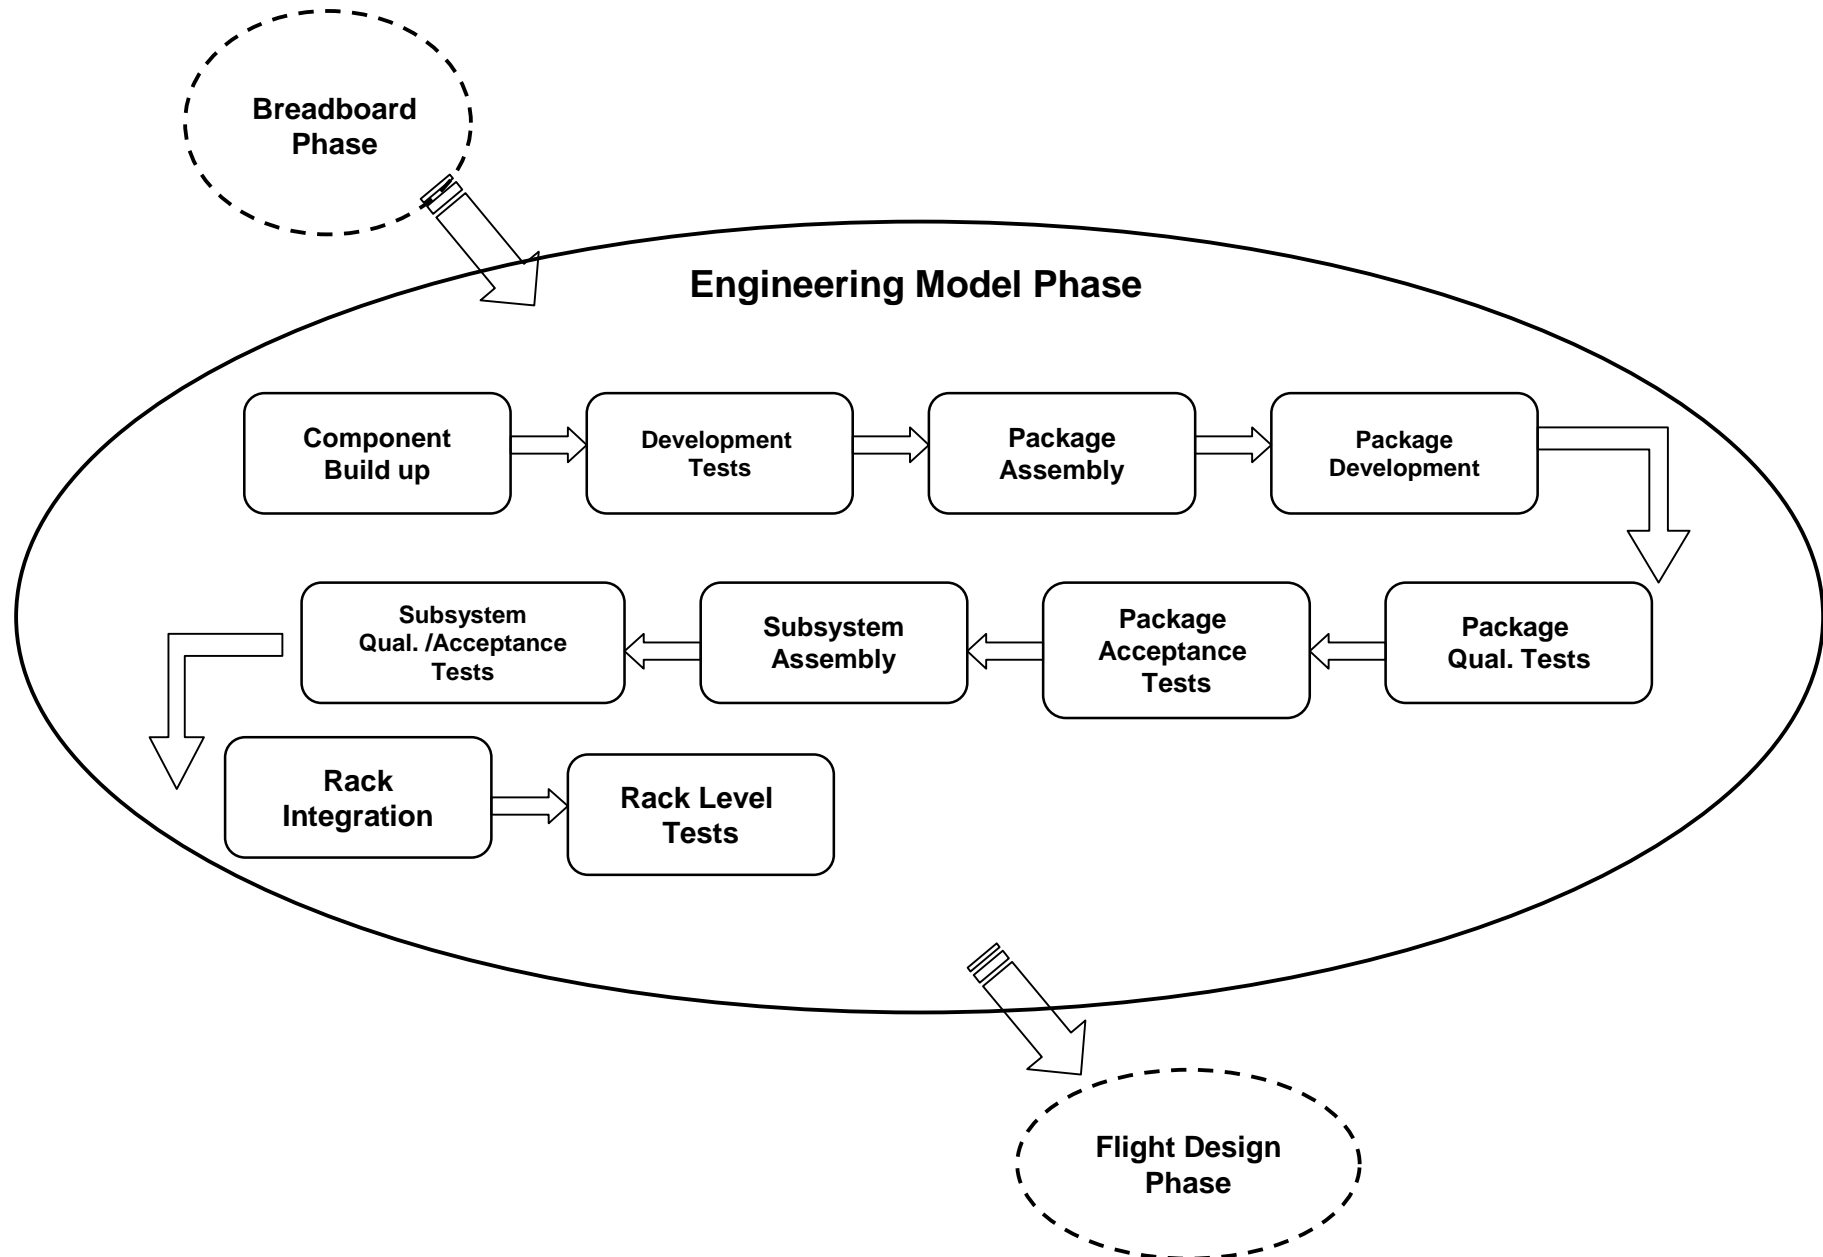 Breadboard
Phase
Engineering Model Phase
Component
Build up
Development
Tests
Package
Assembly
Package
Development
Subsystem
Qual. /Acceptance
Tests
Subsystem
Assembly
Package
Acceptance
Tests
Package
Qual. Tests
Rack
Integration
Rack Level
Tests
Flight Design
Phase